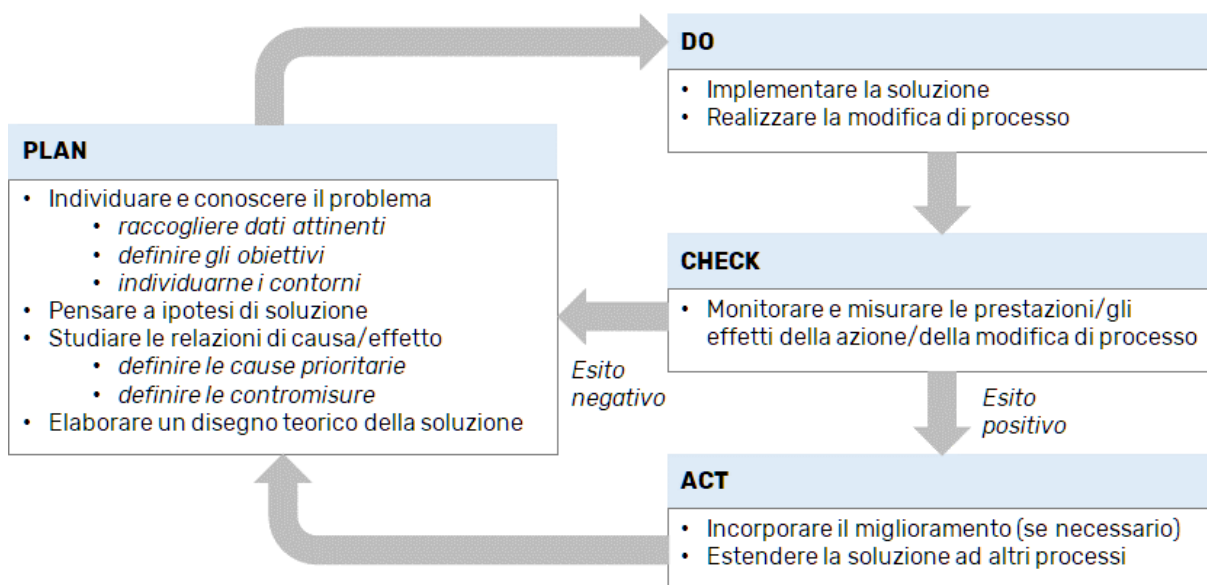 PLAN
• Individuare e conoscere il problema
• raccogliere dati attinenti
• definire gli obiettivi
• individuarne i contorni
• Pensare a ipotesi di soluzione
• Studiare le relazioni di causa/effetto
• definire le cause prioritarie
• definire le contromisure
• Elaborare un disegno teorico della soluzione
DO
• Implementare la soluzione
• Realizzare la modifica di processo
CHECK
• Monitorare e misurare le prestazioni/gli
effetti della azione/della modifica di processo
Esito
negativo
Esito
positivo
ACT
• Incorporare il miglioramento (se necessario)
• Estendere la soluzione ad altri processi